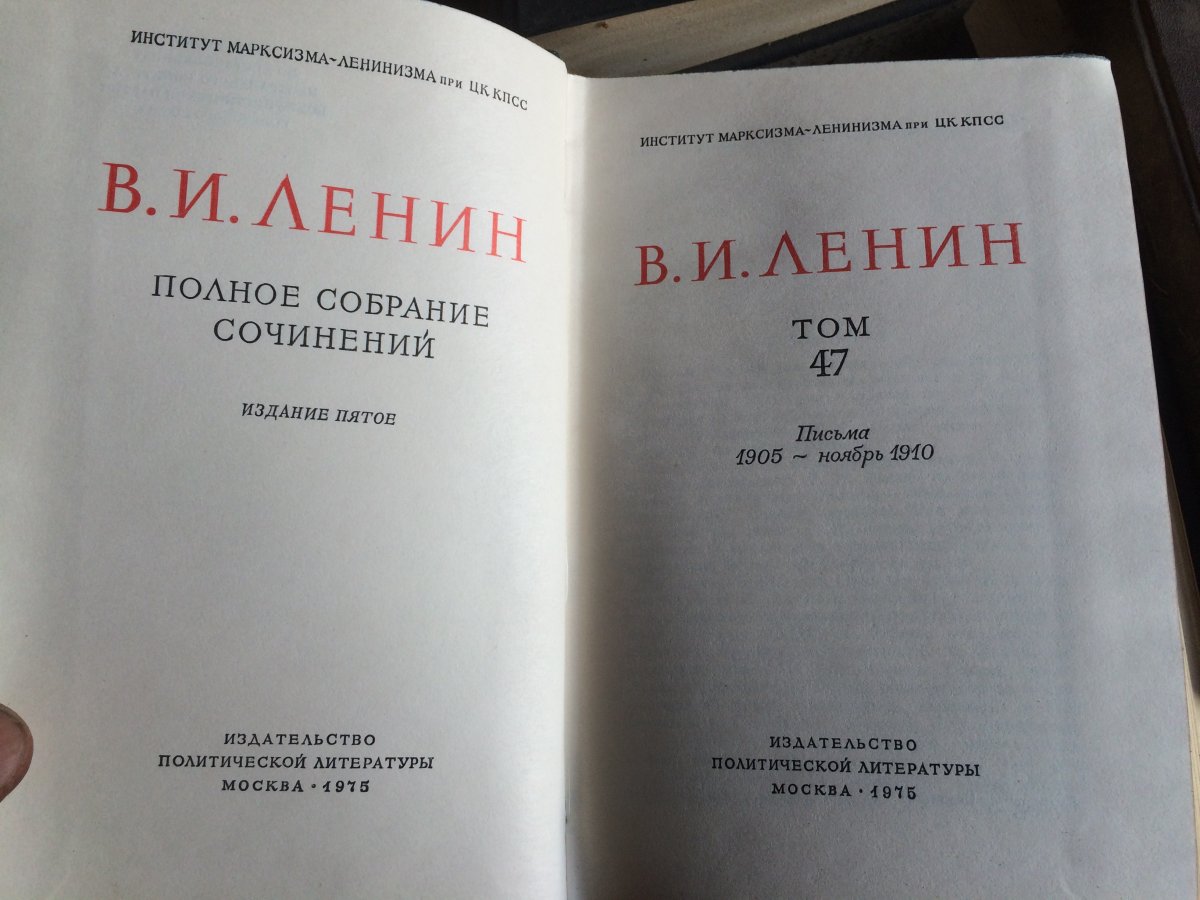 ИНСТИТУТ МАРКСИЗМА~ЛЕНИНИЗМА ПРИ ЦК КПСС
В. И. ЛЕНИН
ПОЛНОЕ СОБРАНИЕ
СОЧИНЕНИЙ
ИЗДАНИЕ ПЯТОЕ
ИЗДАТЕЛЬСТВО
ПОЛИТИЧЕСКОЙ ЛИТЕРАТУРЫ
МОСКВА · 1975
ИНСТИТУТ МАРКСИЗМА~ЛЕНИНИЗМА ПРИ ЦК КПСС
В. И. ЛЕНИН
ТОМ
47
Письма
1905 ~ ноябрь 1910
ИЗДАТЕЛЬСТВО
ПОЛИТИЧЕСКОЙ ЛИТЕРАТУРЫ
МОСКВА · 1975